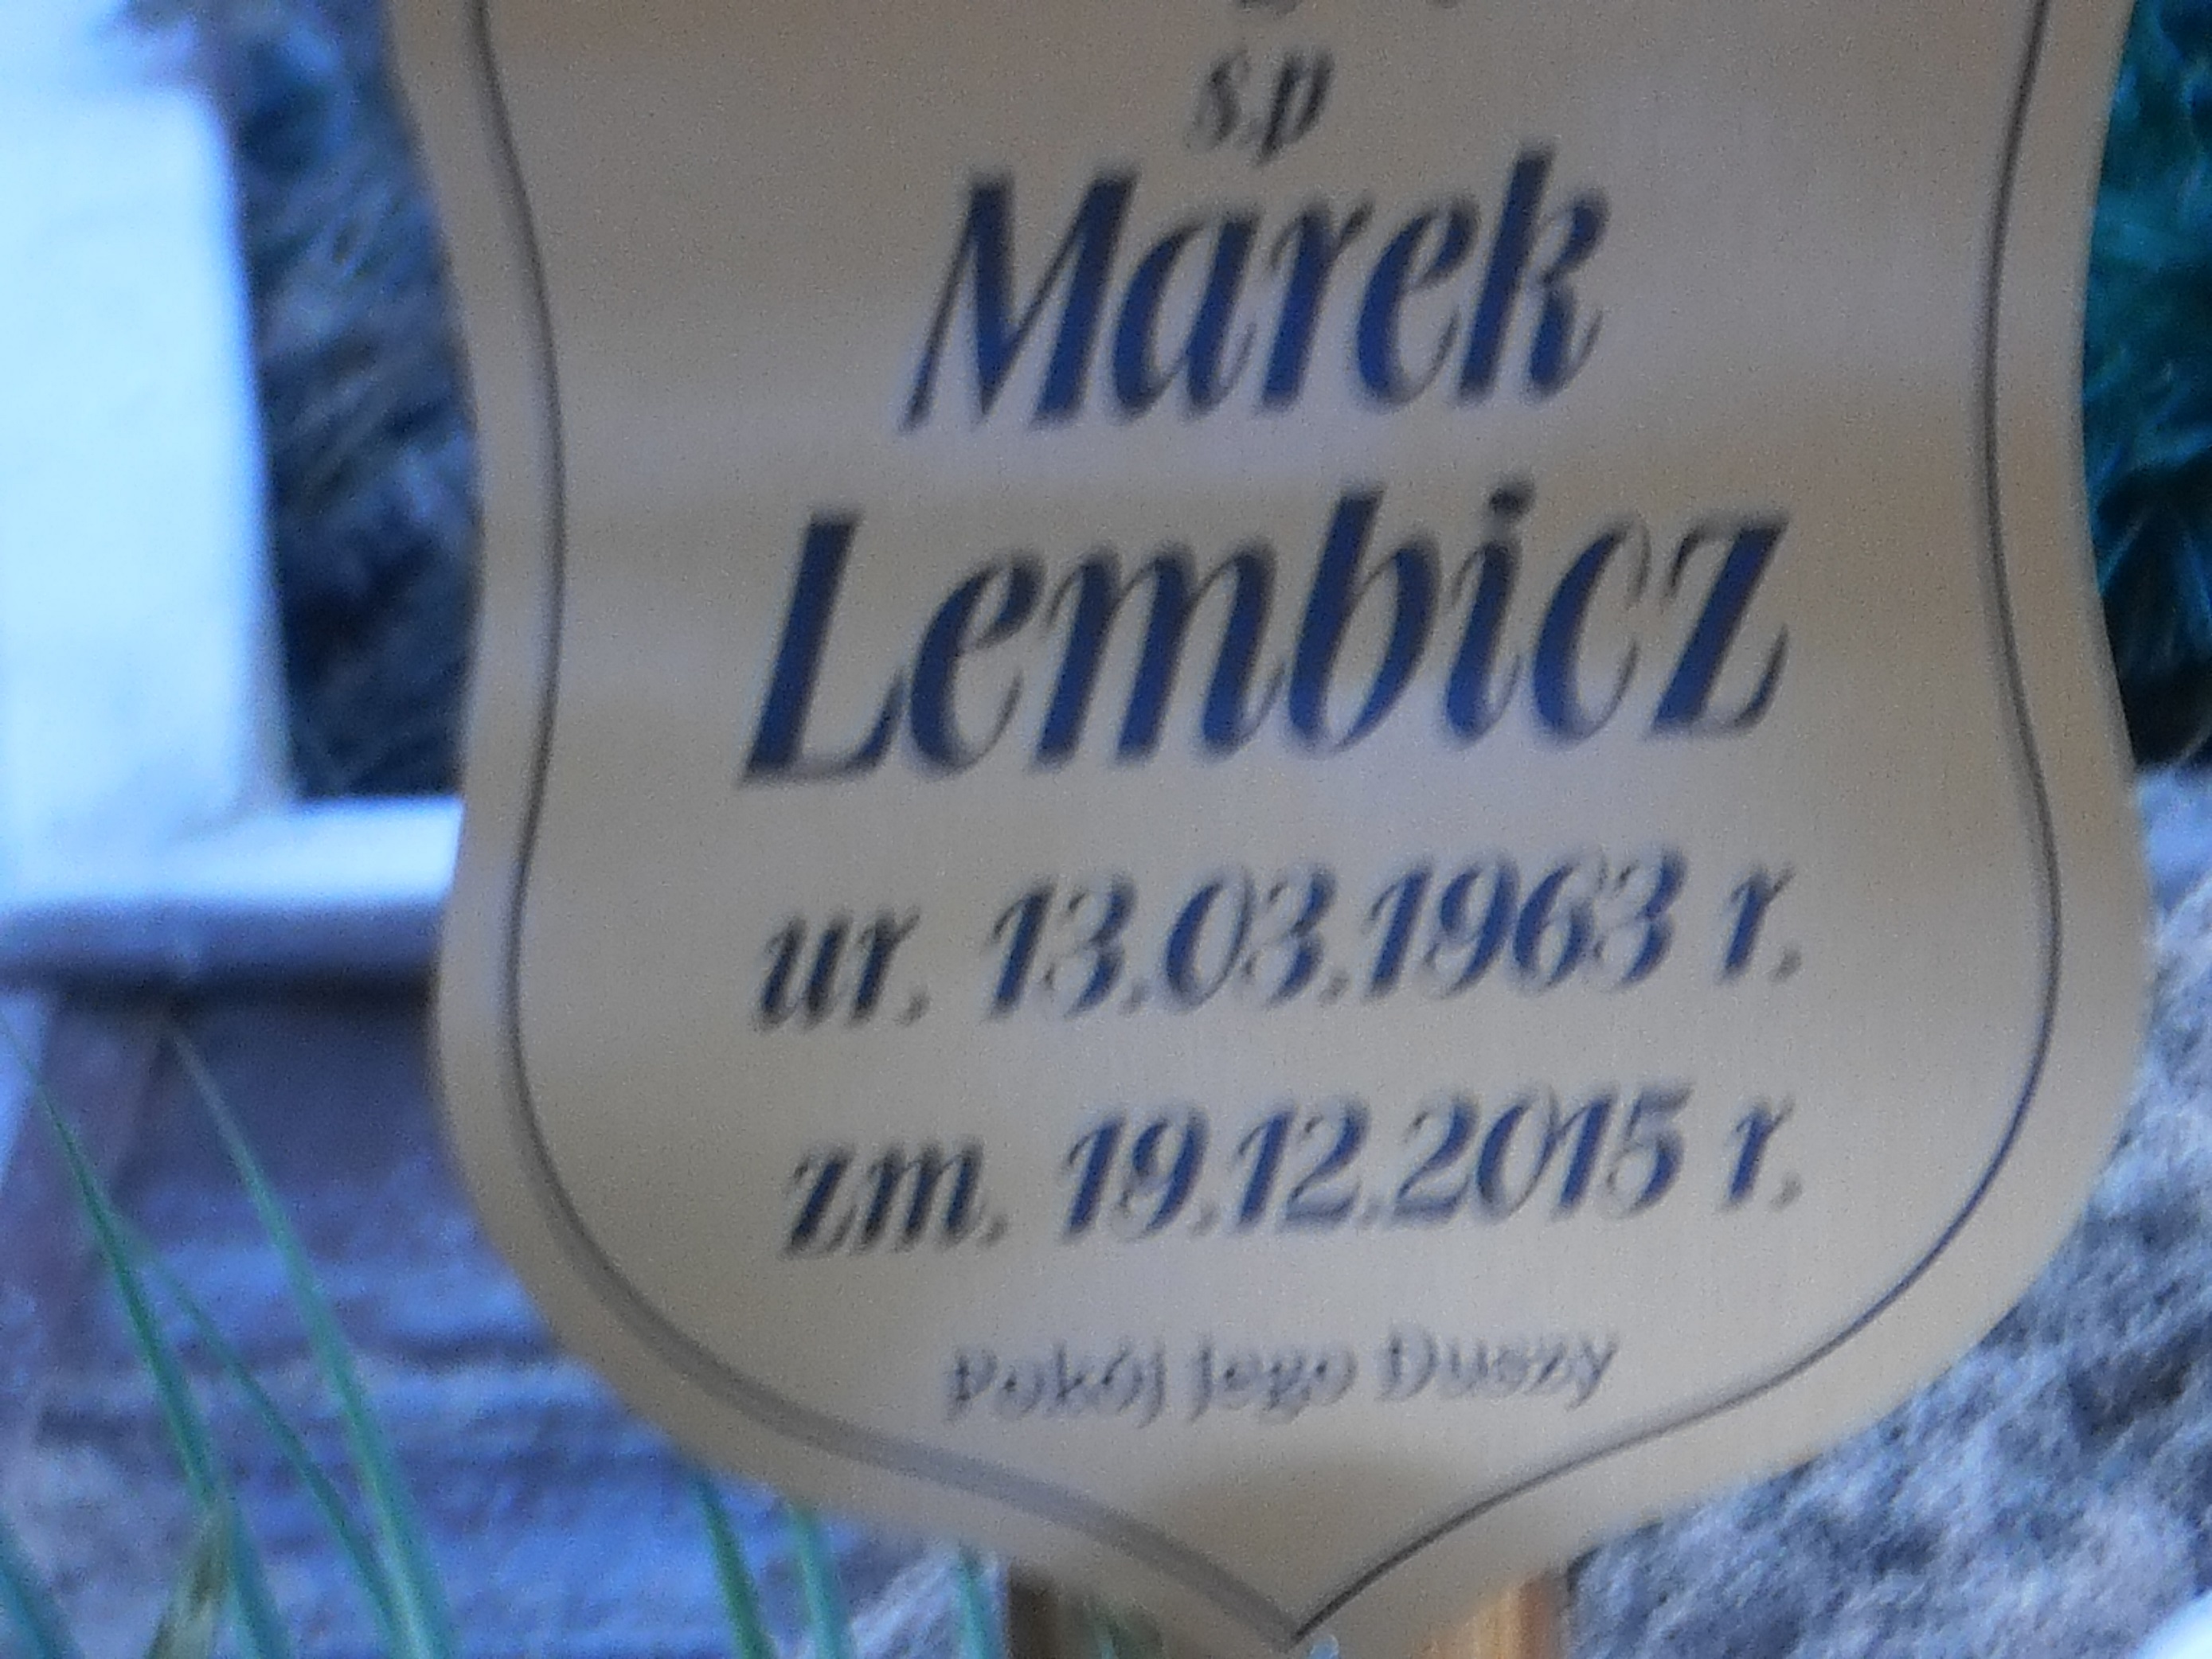 ś.p
Marek
Lembicz
ur. 13.03.1963 r.
zm. 19.12.2015 r.
Pokój Jego Duszy